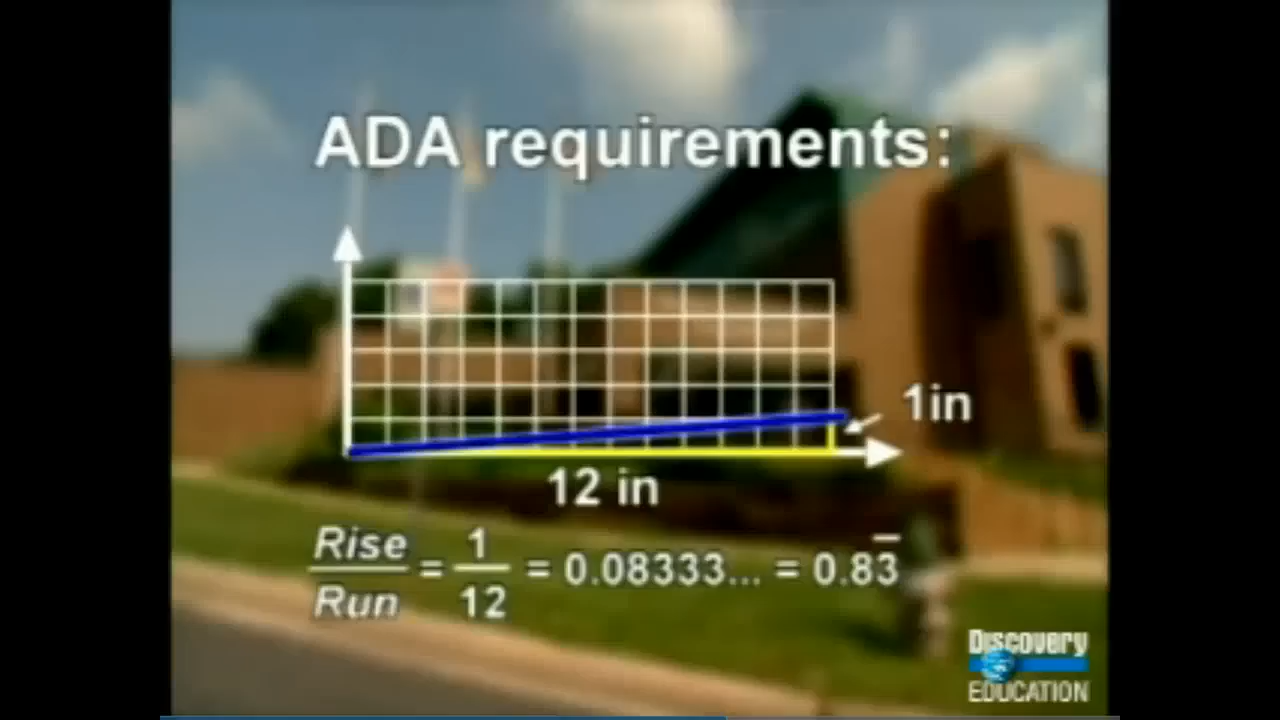 ADA requirements:
1in
12 in
Rise/Run = 1/12 = 0.08333... = 0.83̅
Discovery
EDUCATION